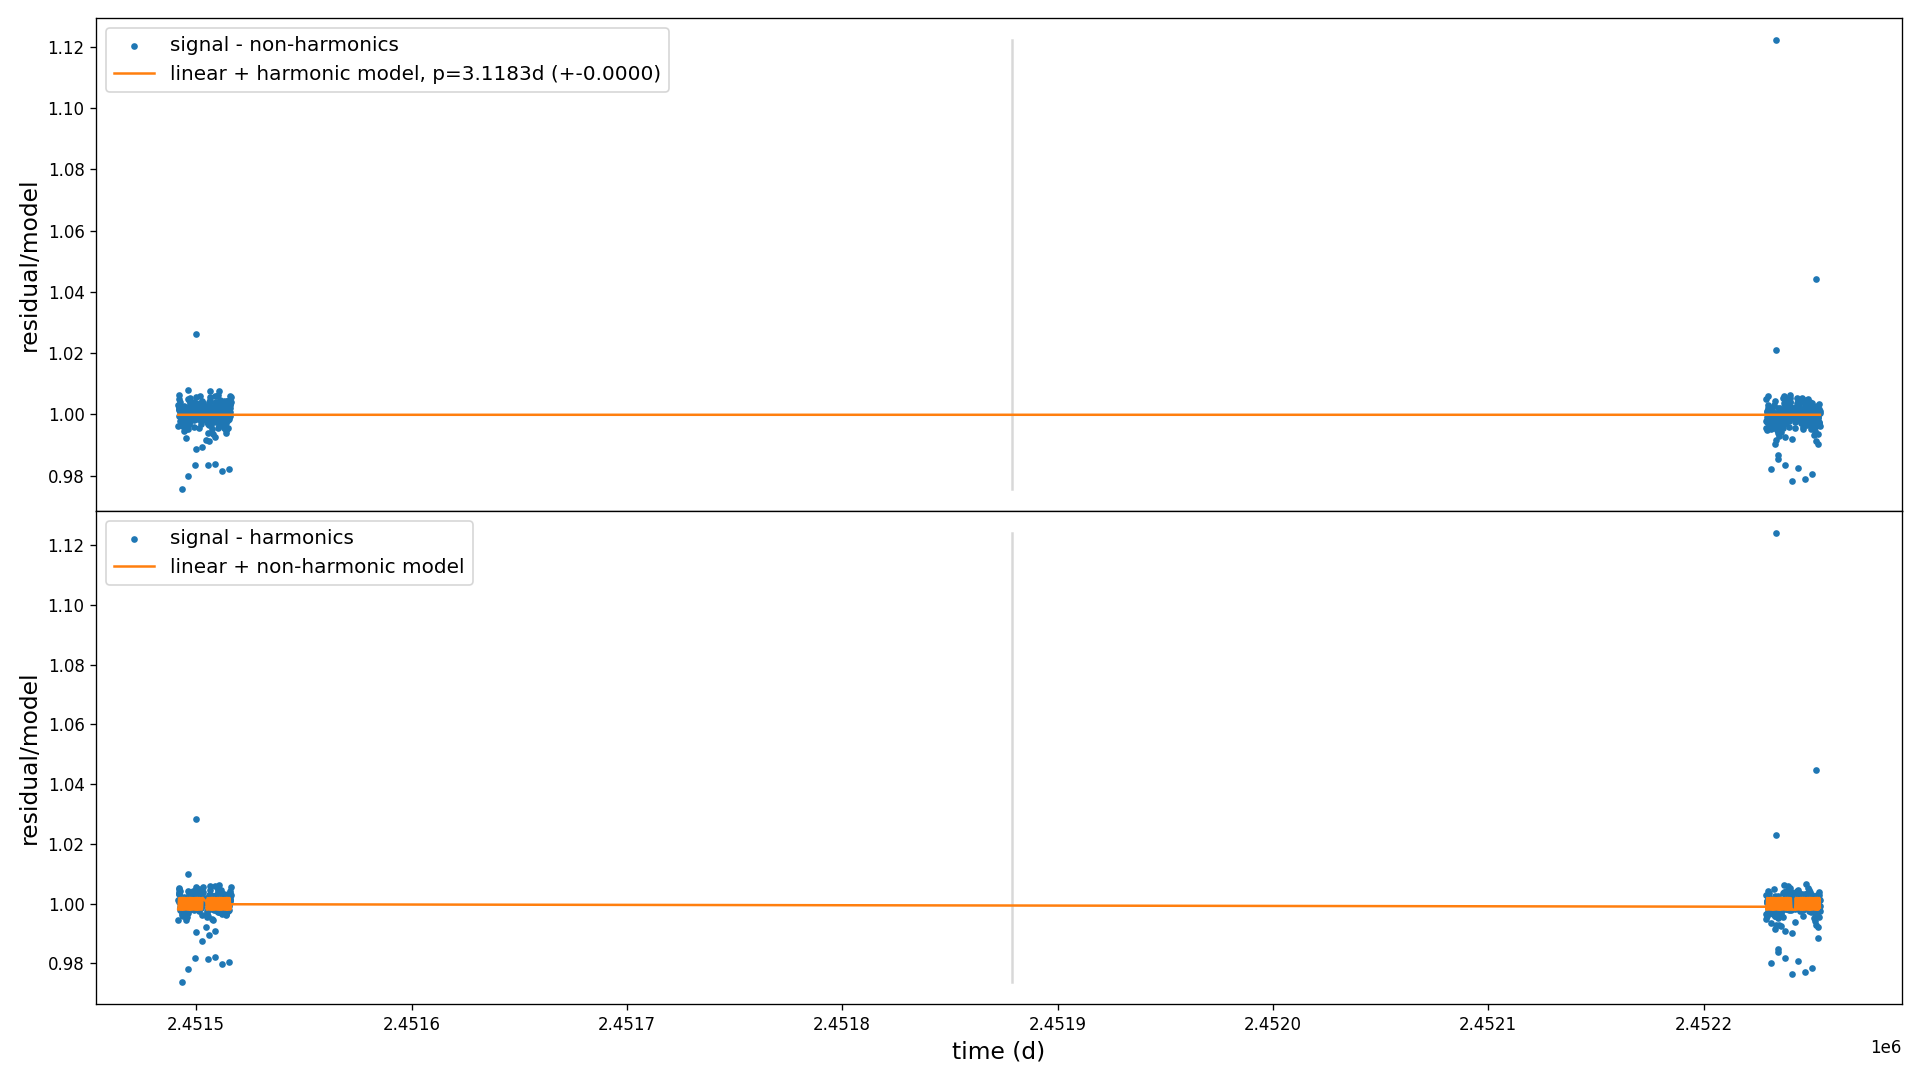 signal - non-harmonics
linear + harmonic model, p=3.1183d (+-0.0000)
residual/model
1.12
1.10
1.08
1.06
1.04
1.02
1.00
0.98
signal - harmonics
linear + non-harmonic model
residual/model
1.12
1.10
1.08
1.06
1.04
1.02
1.00
0.98
2.4515 2.4516 2.4517 2.4518 2.4519 2.4520 2.4521 2.4522
1e6
time (d)